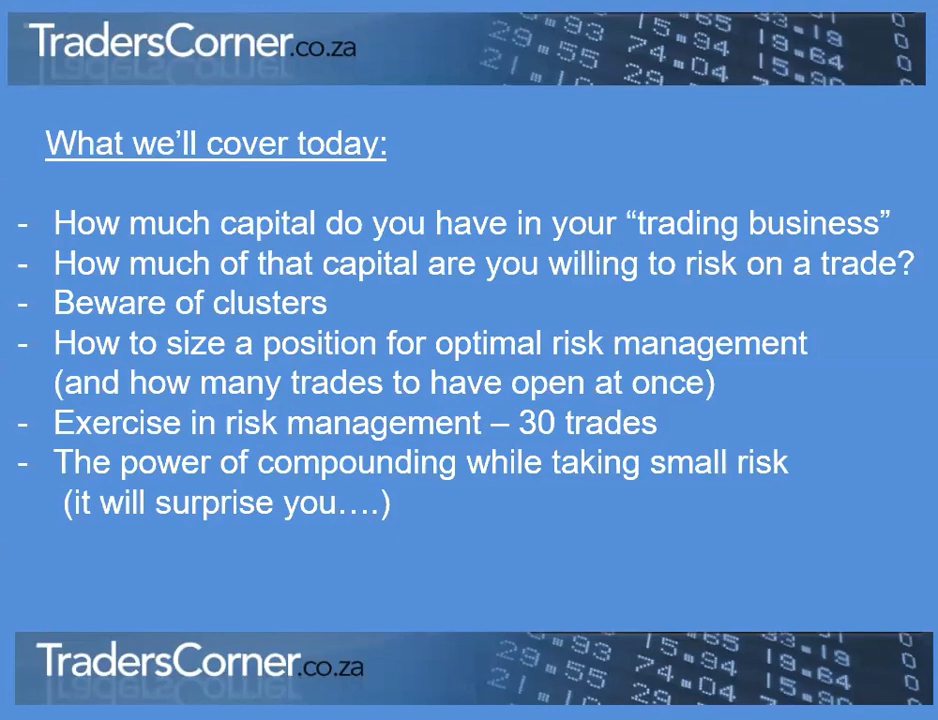 TradersCorner.co.za
What we’ll cover today:
- How much capital do you have in your “trading business”
- How much of that capital are you willing to risk on a trade?
- Beware of clusters
- How to size a position for optimal risk management
(and how many trades to have open at once)
- Exercise in risk management – 30 trades
- The power of compounding while taking small risk
(it will surprise you….)
TradersCorner.co.za